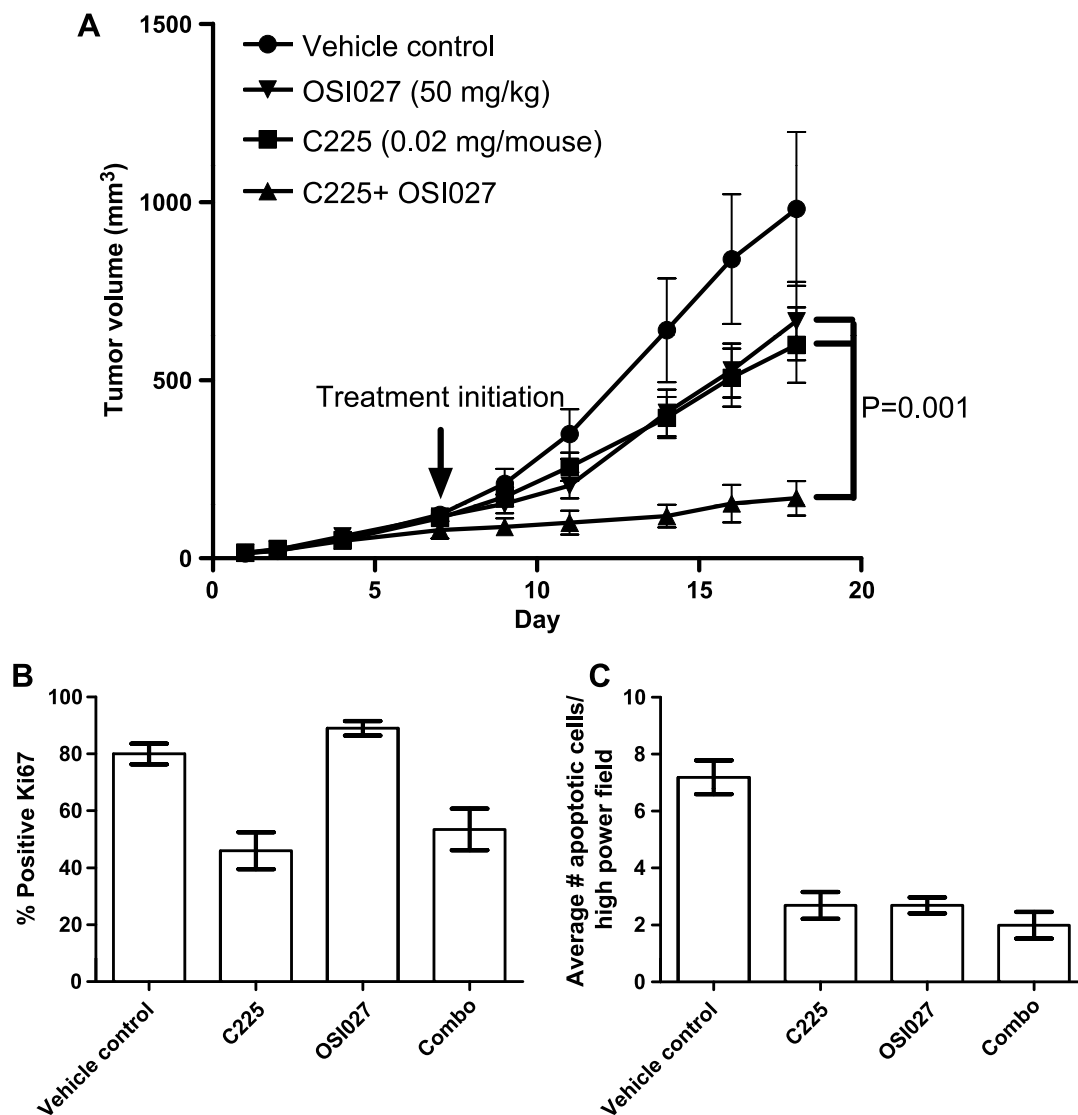 A
1500
1000
500
0
Tumor volume (mm³)
Vehicle control
OSI027 (50 mg/kg)
C225 (0.02 mg/mouse)
C225+ OSI027
Treatment initiation
P=0.001
0 5 10 15 20
Day
B
100
80
60
40
20
0
% Positive Ki67
Vehicle control
C225
OSI027
Combo
C
10
8
6
4
2
0
Average # apoptotic cells/
high power field
Vehicle control
C225
OSI027
Combo